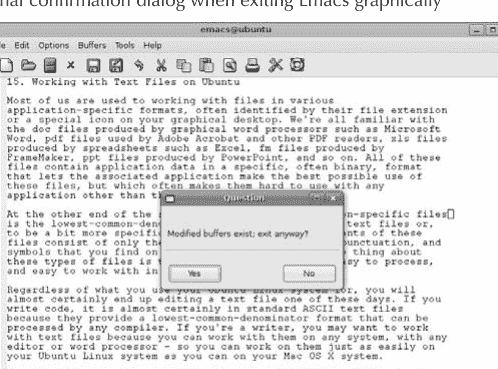 nal confirmation dialog when exiting Emacs graphically
emacs@ubuntu
e Edit Options Buffers Tools Help
15. Working with Text Files on Ubuntu
Most of us are used to working with files in various
application-specific formats, often identified by their file extension
or a special icon on your graphical desktop. We're all familiar with
the doc files produced by graphical word processors such as Microsoft
Word, pdf files used by Adobe Acrobat and other PDF readers, xls files
produced by spreadsheets such as Excel, fm files produced by
FrameMaker, ppt files produced by PowerPoint, and so on. All of these
files contain application data in a specific, often binary, format
that lets the associated application make the best possible use of
these files, but which often makes them hard to use with any
application other than t
Question
At the other end of the n-specific files
is the lowest-common-den text files or,
to be a bit more specific nts of these
files consist of only the unctuation, and
symbols that you find on thing about
these types of files is t sy to process,
and easy to work with in
Modified buffers exist; exit anyway?
Yes No
Regardless of what you use your Ubuntu Linux system for, you will
almost certainly end up editing a text file one of these days. If you
write code, it is almost certainly in standard ASCII text files
because they provide a lowest-common-denominator format that can be
processed by any compiler. If you're a writer, you may want to work
with text files because you can work with them on any system, with any
editor or word processor - so you can work on them just as easily on
your Ubuntu Linux system as you can on your Mac OS X system.